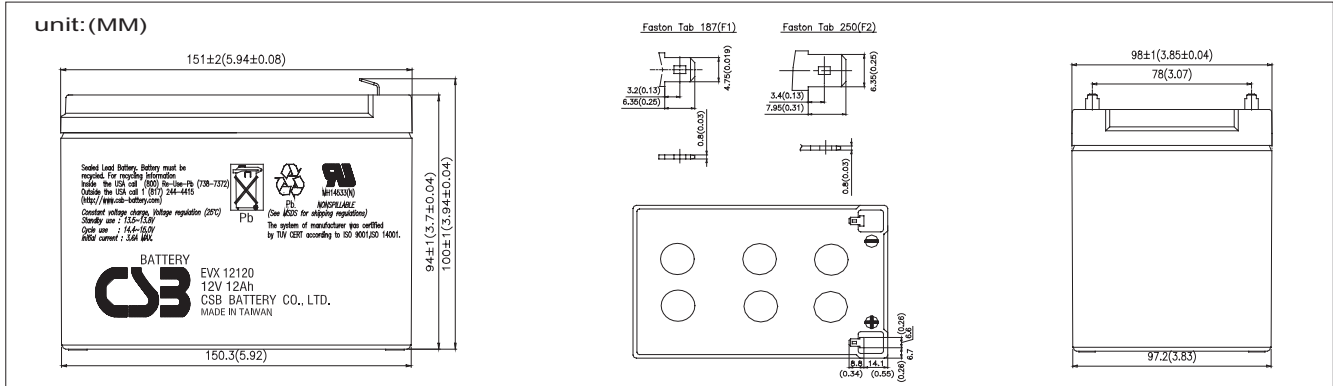 unit:(MM)
151±2(5.94±0.08)
Sealed Lead Battery. Battery must be
recycled. For recycling information
Inside the USA call (800) Re-Use-Pb (738-7372)
Outside the USA call 1 (817) 244-4415
(http://www.csb-battery.com)
Constant voltage charge, Voltage regulation (25℃)
Standby use : 13.5~13.8V
Cycle use : 14.4~15.0V
Initial current : 3.6A MAX.
Pb
Pb.
MH14533(N)
NONSPILLABLE
(See MSDS for shipping regulations)
The system of manufacturer was certified
by TUV CERT according to ISO 9001,ISO 14001.
BATTERY
CSB
EVX 12120
12V 12Ah
CSB BATTERY CO., LTD.
MADE IN TAIWAN
94±1(3.7±0.04)
100±1(3.94±0.04)
150.3(5.92)
Faston Tab 187(F1)
3.2(0.13)
6.35(0.25)
4.75(0.019)
0.8(0.03)
Faston Tab 250(F2)
3.4(0.13)
7.95(0.31)
6.35(0.25)
0.8(0.03)
8.8
(0.34)
14.1
(0.55)
6.6
(0.26)
6.7
(0.26)
98±1(3.85±0.04)
78(3.07)
97.2(3.83)